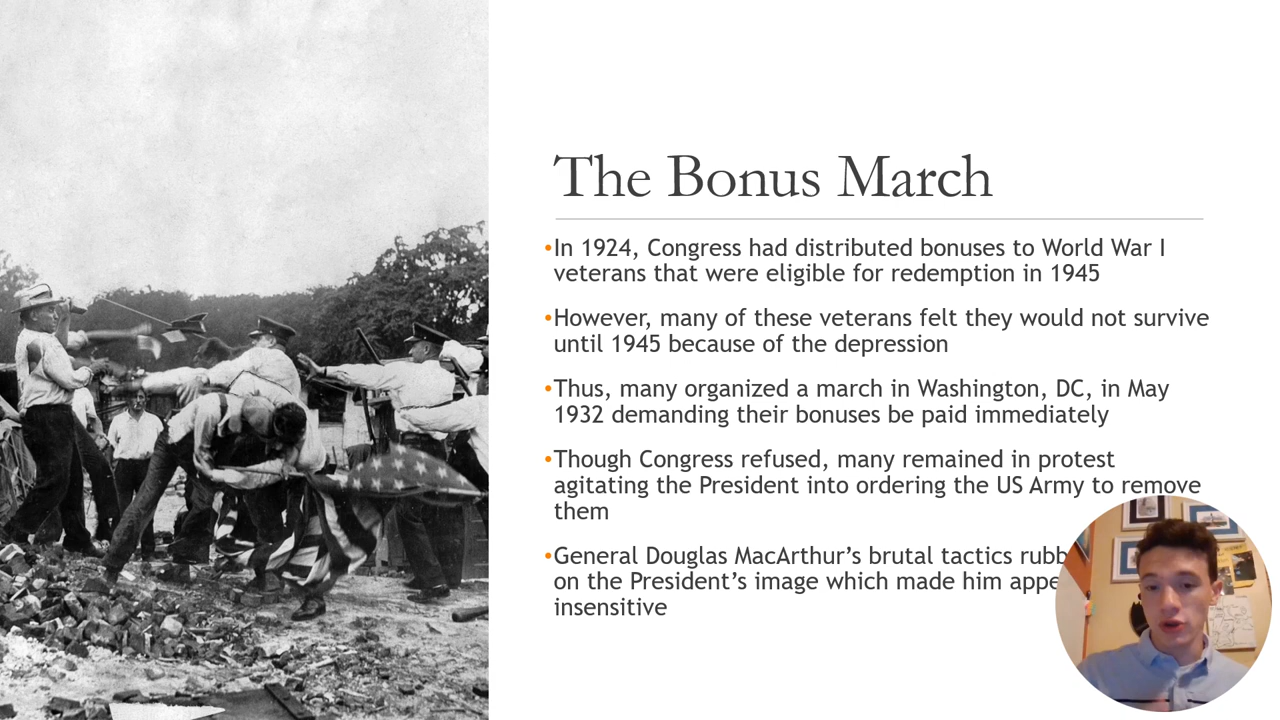 The Bonus March
•In 1924, Congress had distributed bonuses to World War I
veterans that were eligible for redemption in 1945
•However, many of these veterans felt they would not survive
until 1945 because of the depression
•Thus, many organized a march in Washington, DC, in May
1932 demanding their bonuses be paid immediately
•Though Congress refused, many remained in protest
agitating the President into ordering the US Army to remove
them
•General Douglas MacArthur's brutal tactics
on the President's image which made him
insensitive